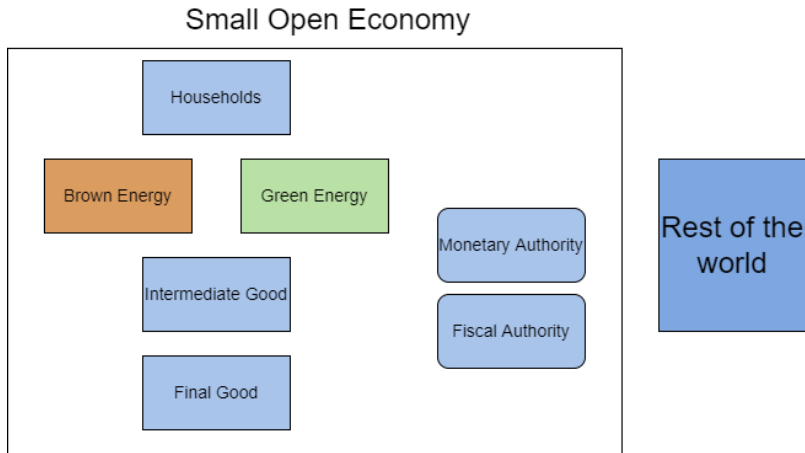 Small Open Economy
Households
Brown Energy
Green Energy
Monetary Authority
Rest of the
world
Intermediate Good
Fiscal Authority
Final Good